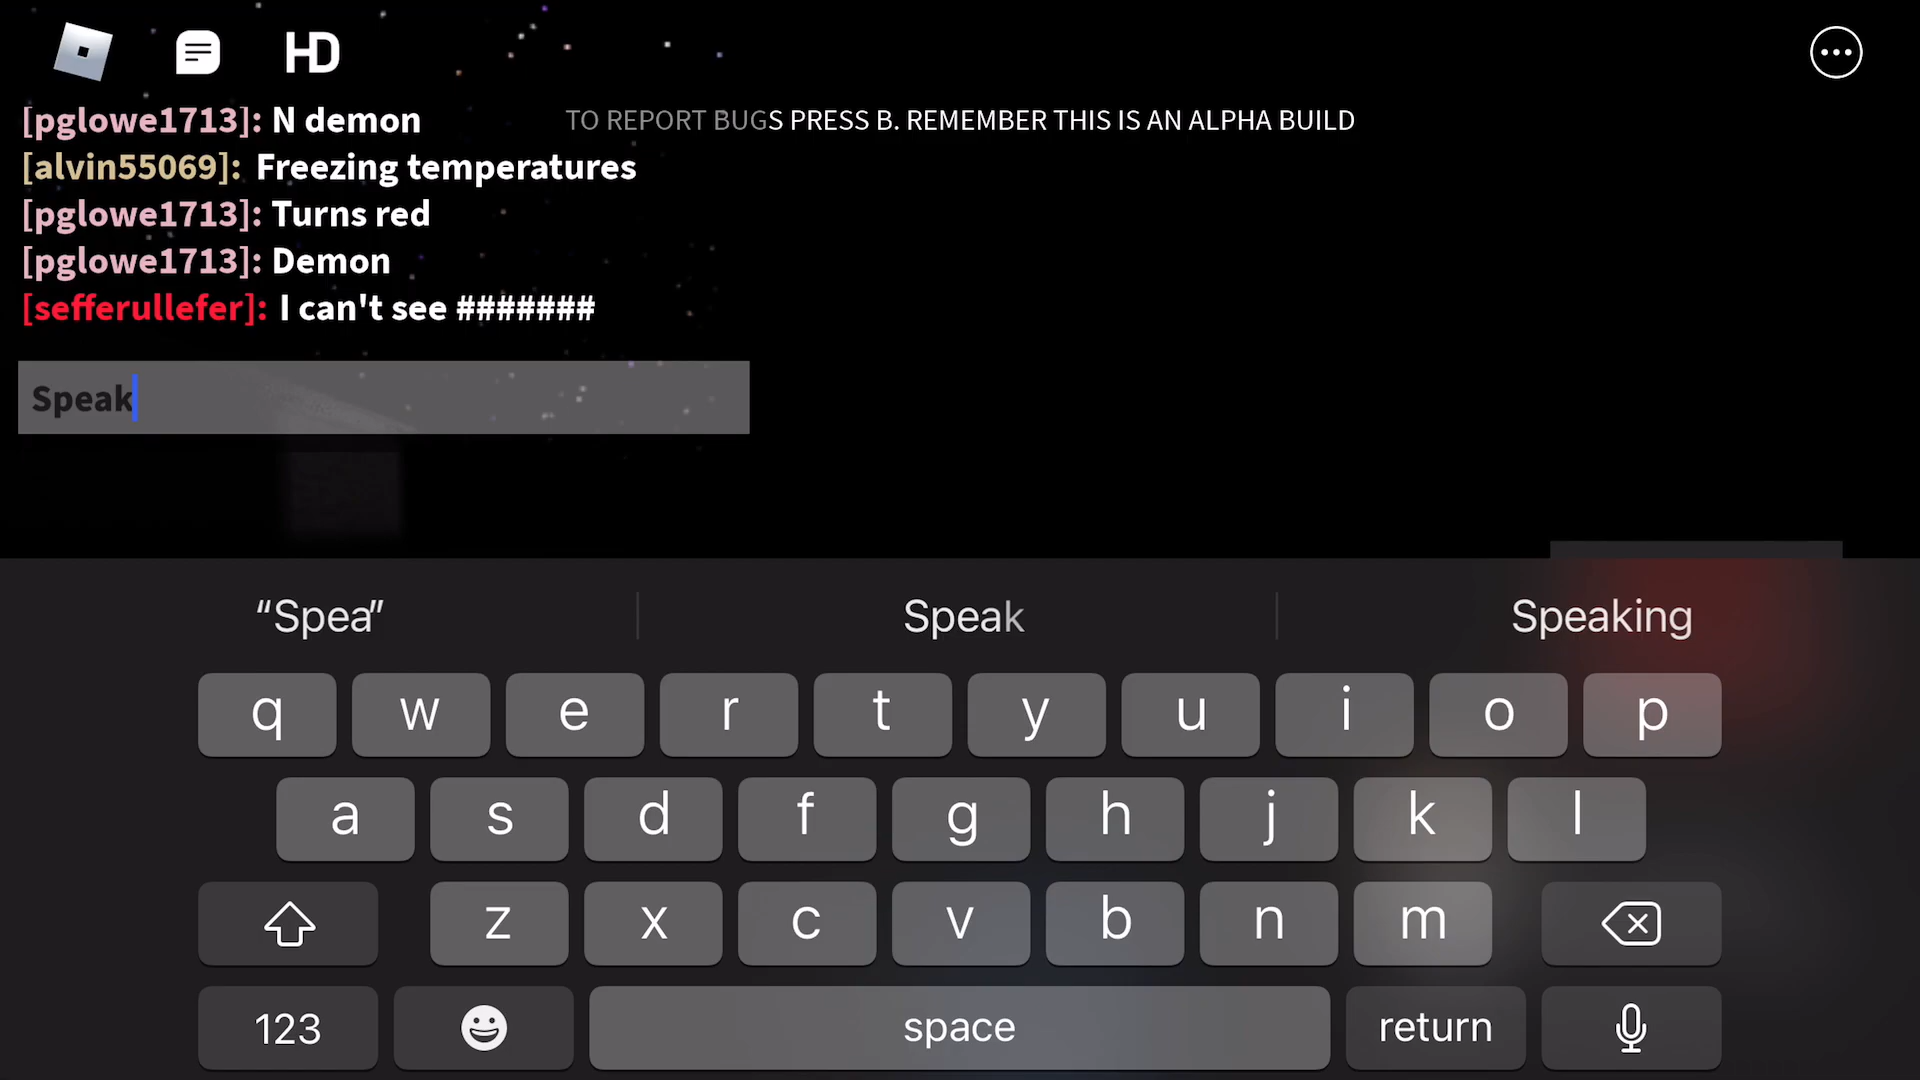 HD
[pglowe1713]: N demon
TO REPORT BUGS PRESS B. REMEMBER THIS IS AN ALPHA BUILD
[alvin55069]: Freezing temperatures
[pglowe1713]: Turns red
[pglowe1713]: Demon
[sefferullefer]: I can't see #######
Speak
“Spea” Speak Speaking
q w e r t y u i o p
a s d f g h j k l
z x c v b n m
123 space return